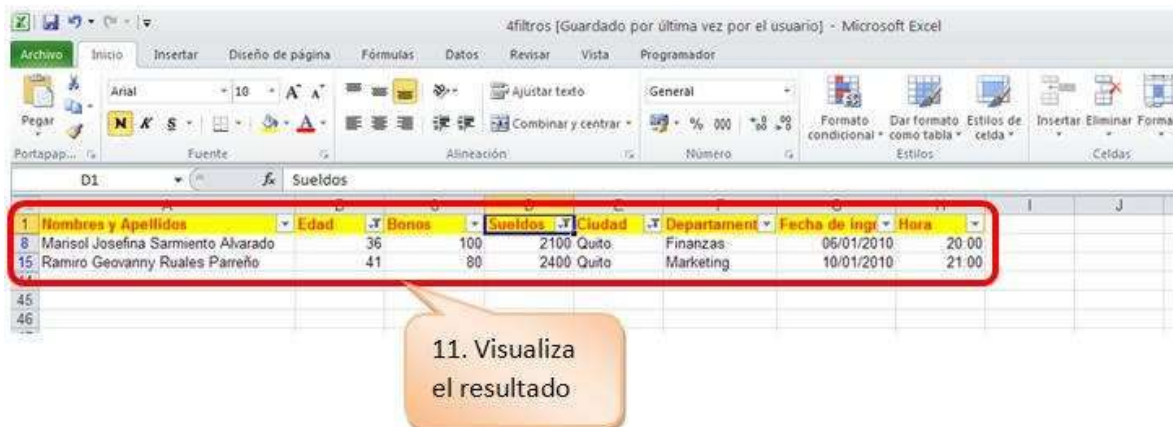 4filtros [Guardado por última vez por el usuario] - Microsoft Excel
Archivo Inicio Insertar Diseño de página Fórmulas Datos Revisar Vista Programador
Arial 10 A A Ajustar texto General
Pegar N K S A Combinar y centrar % 000 Formato condicional Dar formato como tabla Estilos de celda Insertar Eliminar Forma
Portapap... Fuente Alineación Número Estilos Celdas
D1 fx Sueldos
I J
1 Nombres y Apellidos Edad Bonos Sueldos Ciudad Departament Fecha de ingr Hora
8 Marisol Josefina Sarmiento Alvarado 36 100 2100 Quito Finanzas 06/01/2010 20:00
15 Ramiro Geovanny Ruales Parreño 41 80 2400 Quito Marketing 10/01/2010 21:00
45
46
11. Visualiza
el resultado